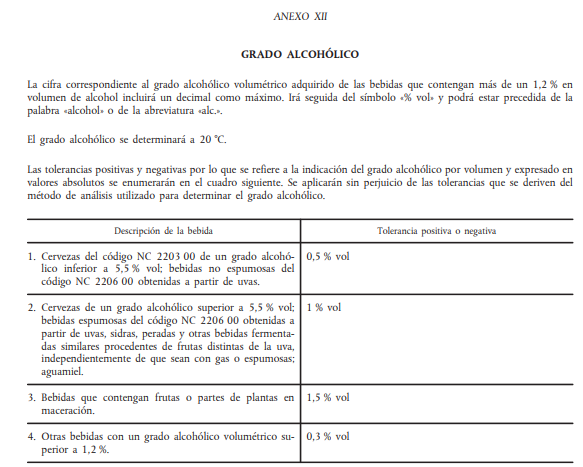 ANEXO XII
GRADO ALCOHÓLICO
La cifra correspondiente al grado alcohólico volumétrico adquirido de las bebidas que contengan más de un 1,2 % en
volumen de alcohol incluirá un decimal como máximo. Irá seguida del símbolo «% vol» y podrá estar precedida de la
palabra «alcohol» o de la abreviatura «alc.».
El grado alcohólico se determinará a 20 °C.
Las tolerancias positivas y negativas por lo que se refiere a la indicación del grado alcohólico por volumen y expresado en
valores absolutos se enumerarán en el cuadro siguiente. Se aplicarán sin perjuicio de las tolerancias que se deriven del
método de análisis utilizado para determinar el grado alcohólico.
Descripción de la bebida
Tolerancia positiva o negativa
1. Cervezas del código NC 2203 00 de un grado alcohó-
lico inferior a 5,5 % vol; bebidas no espumosas del
código NC 2206 00 obtenidas a partir de uvas.
0,5 % vol
2. Cervezas de un grado alcohólico superior a 5,5 % vol;
bebidas espumosas del código NC 2206 00 obtenidas a
partir de uvas, sidras, peradas y otras bebidas fermenta-
das similares procedentes de frutas distintas de la uva,
independientemente de que sean con gas o espumosas;
aguamiel.
1 % vol
3. Bebidas que contengan frutas o partes de plantas en
maceración.
1,5 % vol
4. Otras bebidas con un grado alcohólico volumétrico su-
perior a 1,2 %.
0,3 % vol